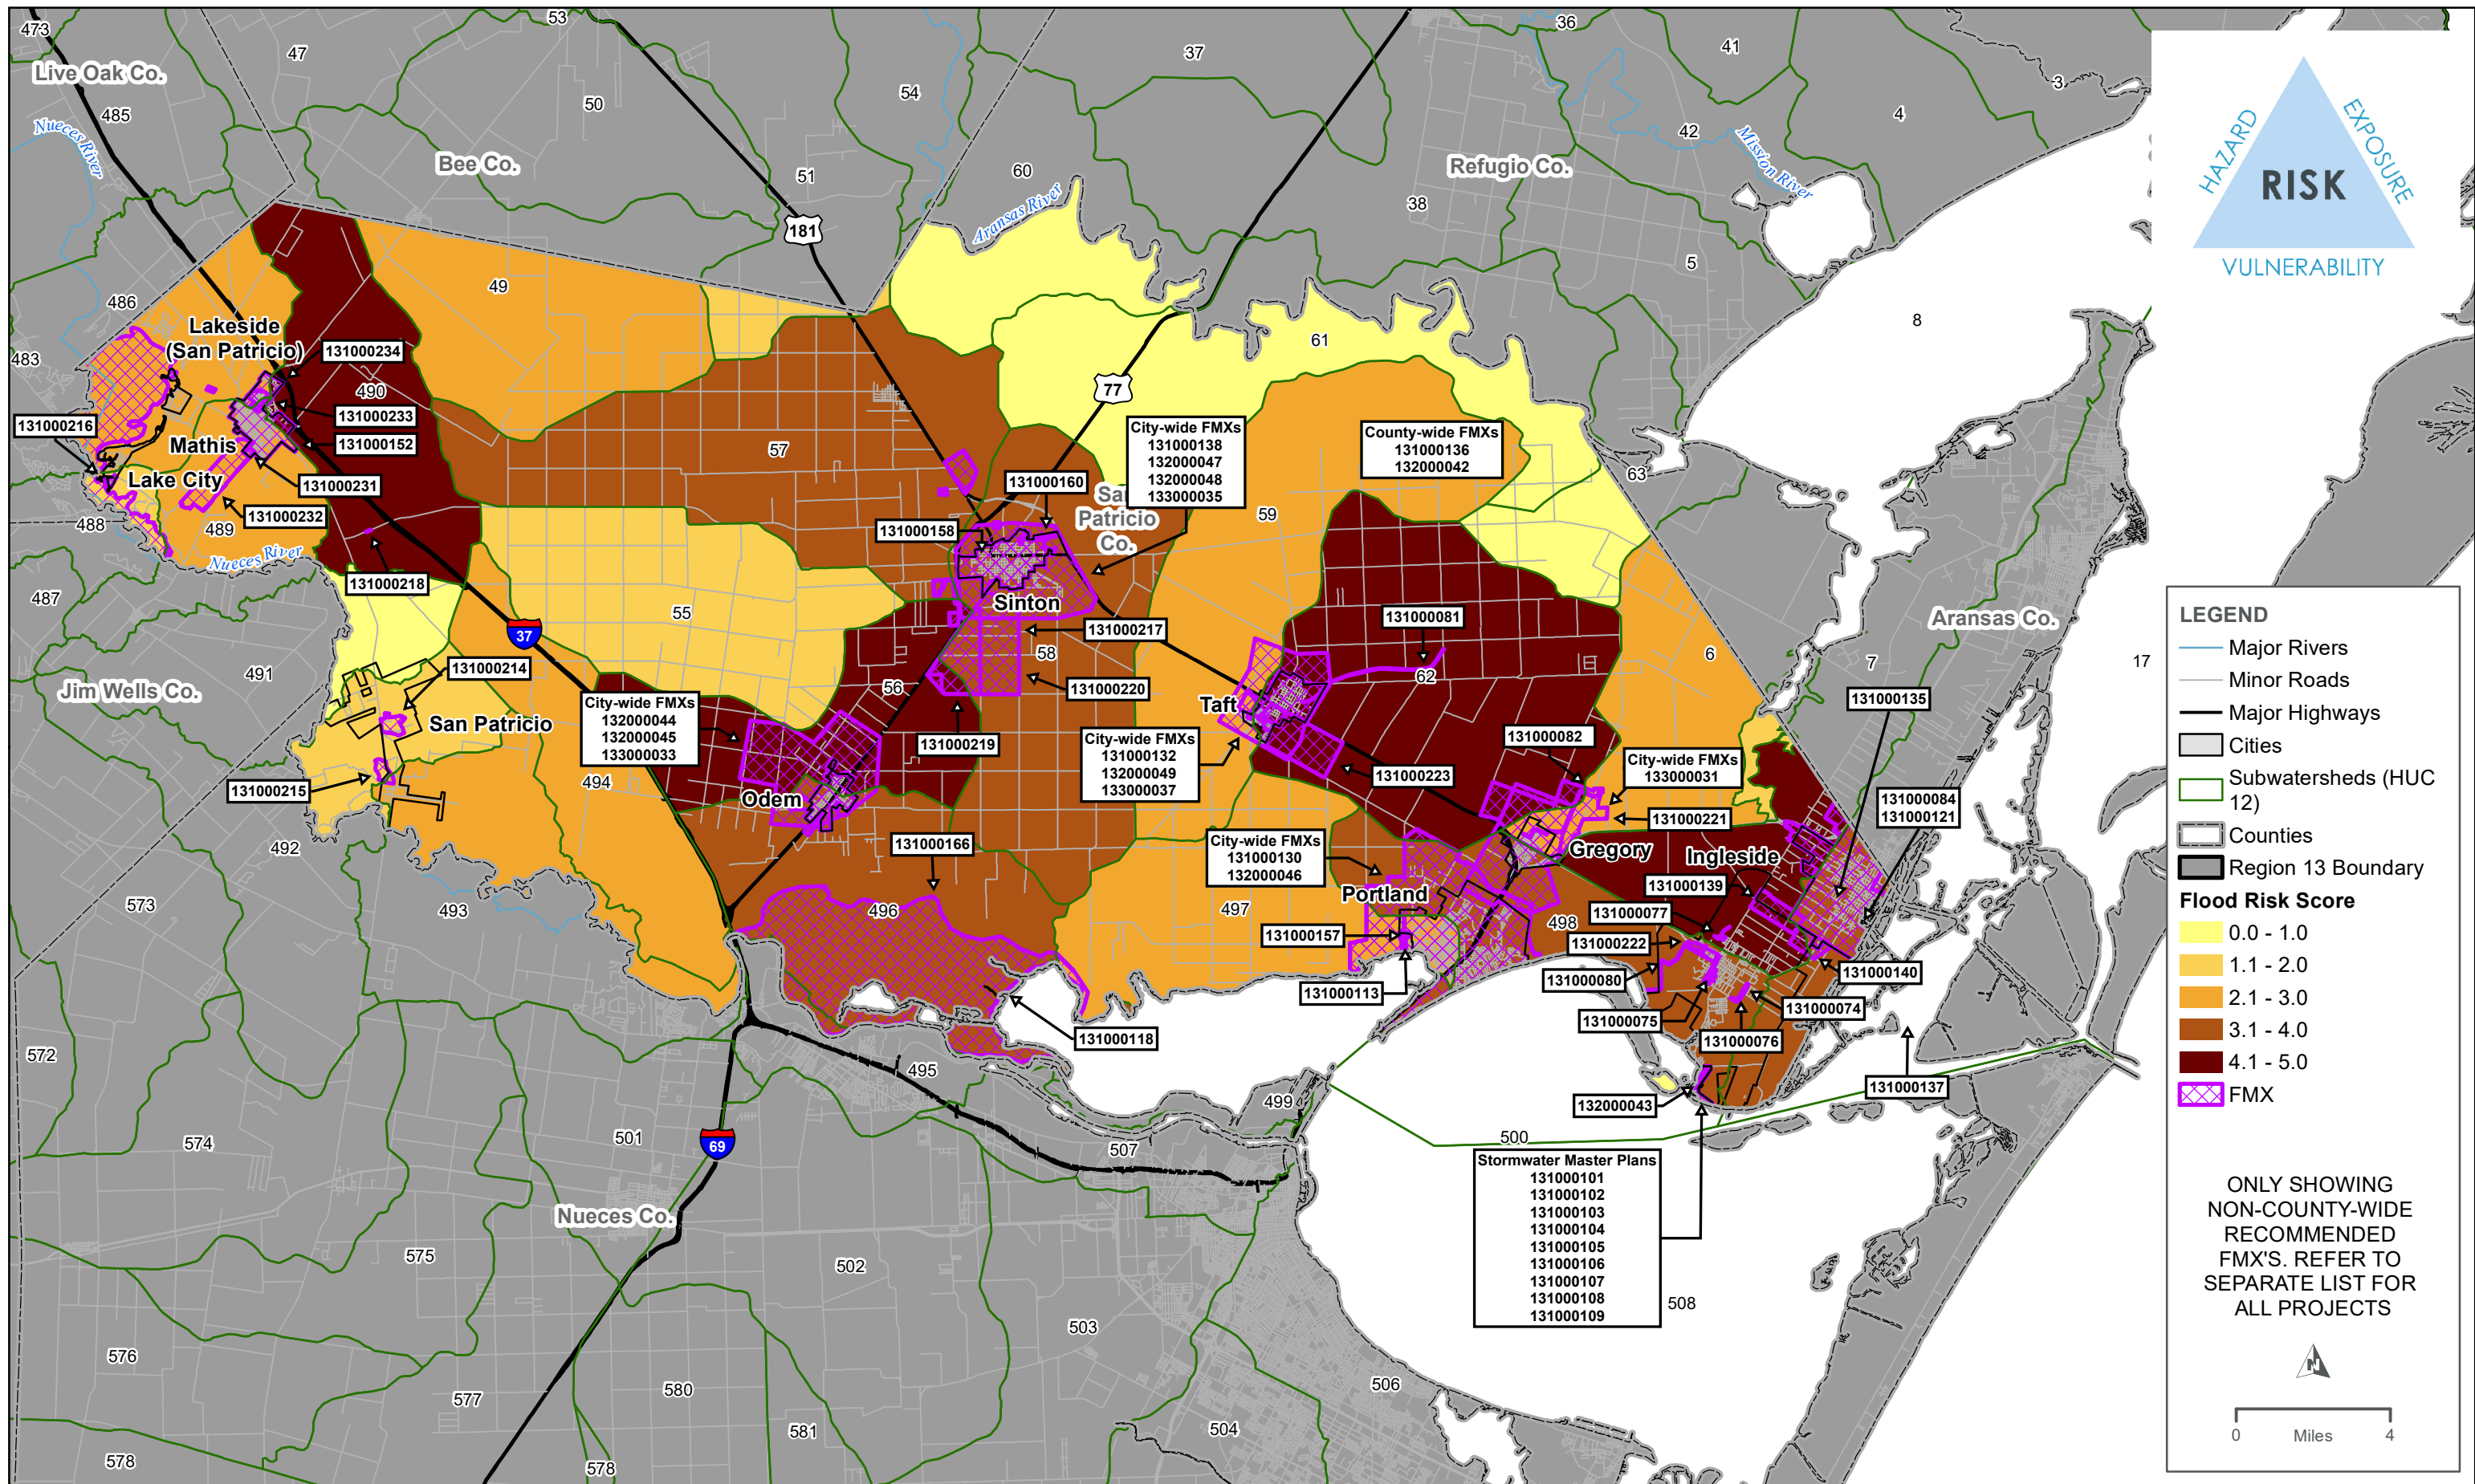 473
53
36
47
37
41
Live Oak Co.
3
50
54
485
4
Nueces River
42
Mission River
Bee Co.
51
60
Refugio Co.
38
Aransas River
181
HAZARD
EXPOSURE
RISK
VULNERABILITY
5
49
486
8
61
Lakeside
(San Patricio)
131000234
483
77
490
131000233
131000216
131000152
Mathis
57
City-wide FMXs
131000138
132000047
132000048
133000035
County-wide FMXs
131000136
132000042
Lake City
131000231
131000160
63
131000232
San
Patricio
Co.
59
488
489
131000158
Nueces River
131000218
487
Sinton
55
131000217
131000081
Aransas Co.
37
58
6
7
17
491
131000214
62
Jim Wells Co.
56
131000220
131000135
San Patricio
City-wide FMXs
132000044
132000045
133000033
Taft
131000219
City-wide FMXs
131000132
132000049
133000037
131000082
131000223
City-wide FMXs
133000031
131000215
494
Odem
131000084
131000121
131000221
492
131000166
City-wide FMXs
131000130
132000046
Gregory
Ingleside
131000139
Portland
573
493
496
497
131000077
498
131000157
131000222
131000140
131000080
131000113
131000074
131000075
131000118
131000076
572
495
131000137
499
132000043
574
501
69
500
507
Stormwater Master Plans
131000101
131000102
131000103
131000104
131000105
131000106
131000107
131000108
131000109
Nueces Co.
575
502
508
503
576
506
580
577
504
581
578
578
LEGEND
Major Rivers
Minor Roads
Major Highways
Cities
Subwatersheds (HUC
12)
Counties
Region 13 Boundary
Flood Risk Score
0.0 - 1.0
1.1 - 2.0
2.1 - 3.0
3.1 - 4.0
4.1 - 5.0
FMX
ONLY SHOWING
NON-COUNTY-WIDE
RECOMMENDED
FMX'S. REFER TO
SEPARATE LIST FOR
ALL PROJECTS
N
0 Miles 4